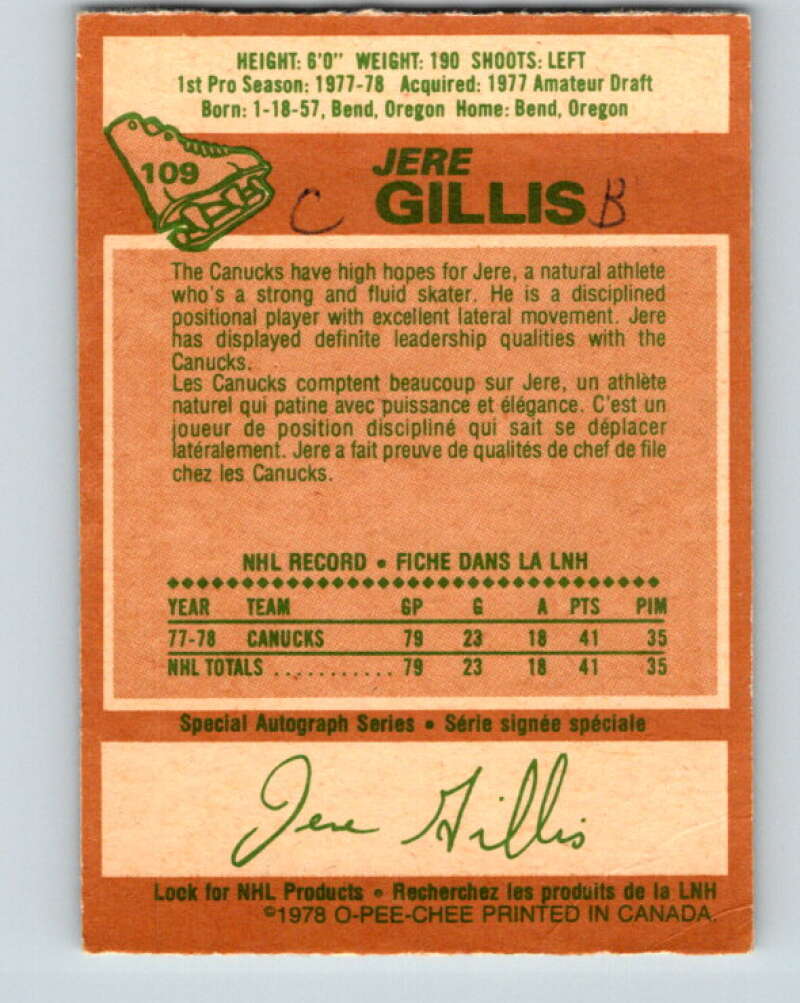 HEIGHT: 6'0" WEIGHT: 190 SHOOTS: LEFT
1st Pro Season: 1977-78 Acquired: 1977 Amateur Draft
Born: 1-18-57, Bend, Oregon Home: Bend, Oregon
109
JERE
C GILLIS B
The Canucks have high hopes for Jere, a natural athlete
who's a strong and fluid skater. He is a disciplined
positional player with excellent lateral movement. Jere
has displayed definite leadership qualities with the
Canucks.
Les Canucks comptent beaucoup sur Jere, un athlète
naturel qui patine avec puissance et élégance. C'est un
joueur de position discipliné qui sait se déplacer
latéralement. Jere a fait preuve de qualités de chef de file
chez les Canucks.
NHL RECORD • FICHE DANS LA LNH
YEAR TEAM GP G A PTS PIM
77-78 CANUCKS 79 23 18 41 35
NHL TOTALS ........... 79 23 18 41 35
Special Autograph Series • Série signée spéciale
Jere Gillis
Look for NHL Products • Recherchez les produits de la LNH
©1978 O-PEE-CHEE PRINTED IN CANADA.